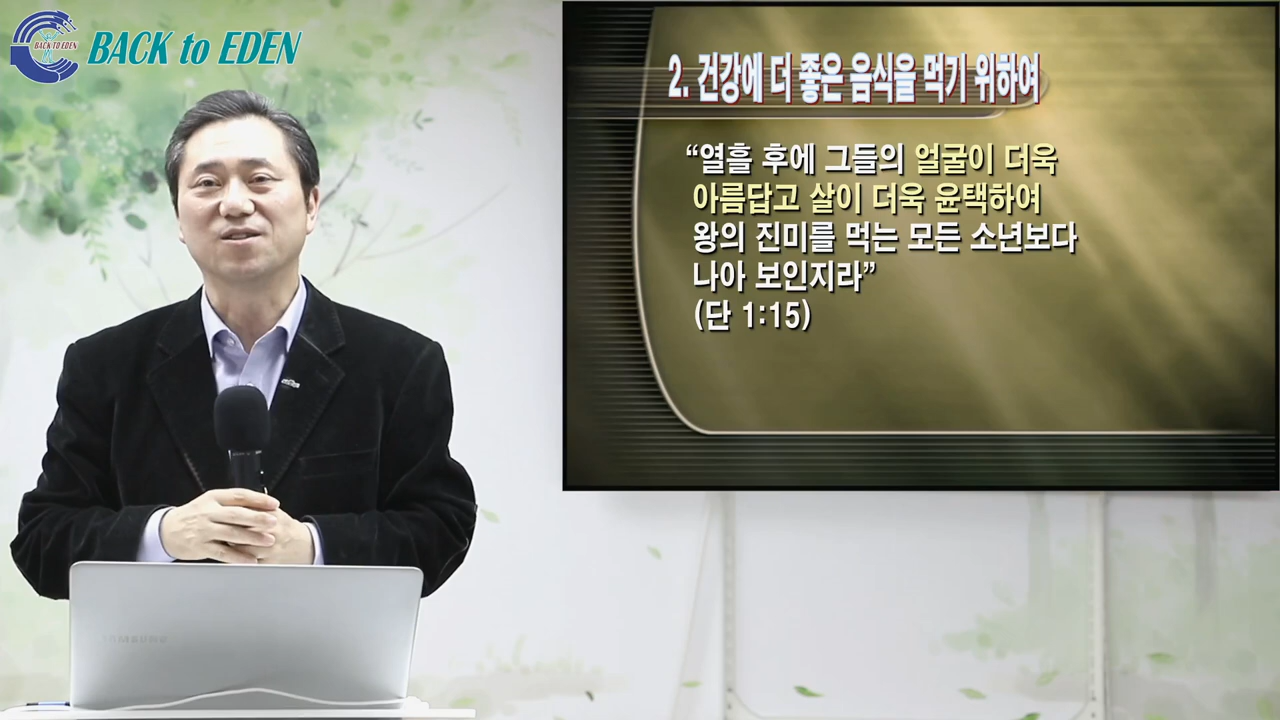 BACK TO EDEN
BACK to EDEN
2. 건강에 더 좋은 음식을 먹기 위하여
“열흘 후에 그들의 얼굴이 더욱
아름답고 살이 더욱 윤택하여
왕의 진미를 먹는 모든 소년보다
나아 보인지라”
(단 1:15)
SAMSUNG